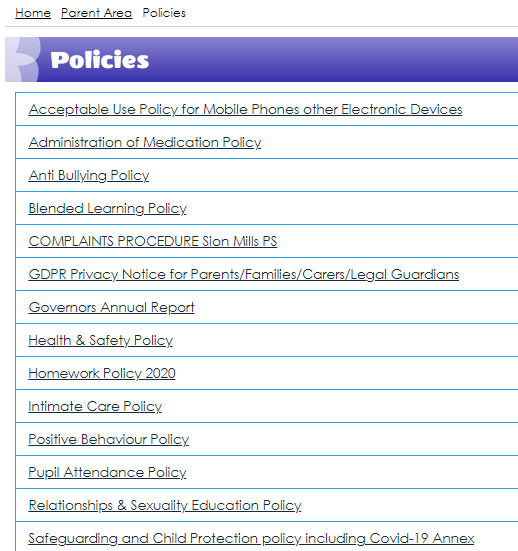 Home Parent Area Policies
Policies
Acceptable Use Policy for Mobile Phones other Electronic Devices
Administration of Medication Policy
Anti Bullying Policy
Blended Learning Policy
COMPLAINTS PROCEDURE Sion Mills PS
GDPR Privacy Notice for Parents/Families/Carers/Legal Guardians
Governors Annual Report
Health & Safety Policy
Homework Policy 2020
Intimate Care Policy
Positive Behaviour Policy
Pupil Attendance Policy
Relationships & Sexuality Education Policy
Safeguarding and Child Protection policy including Covid-19 Annex